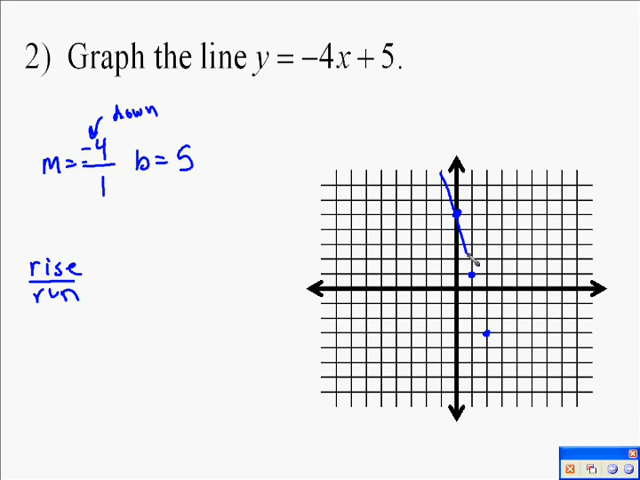 2) Graph the line y = −4x + 5.
down
m = -4/1 b = 5
rise
run